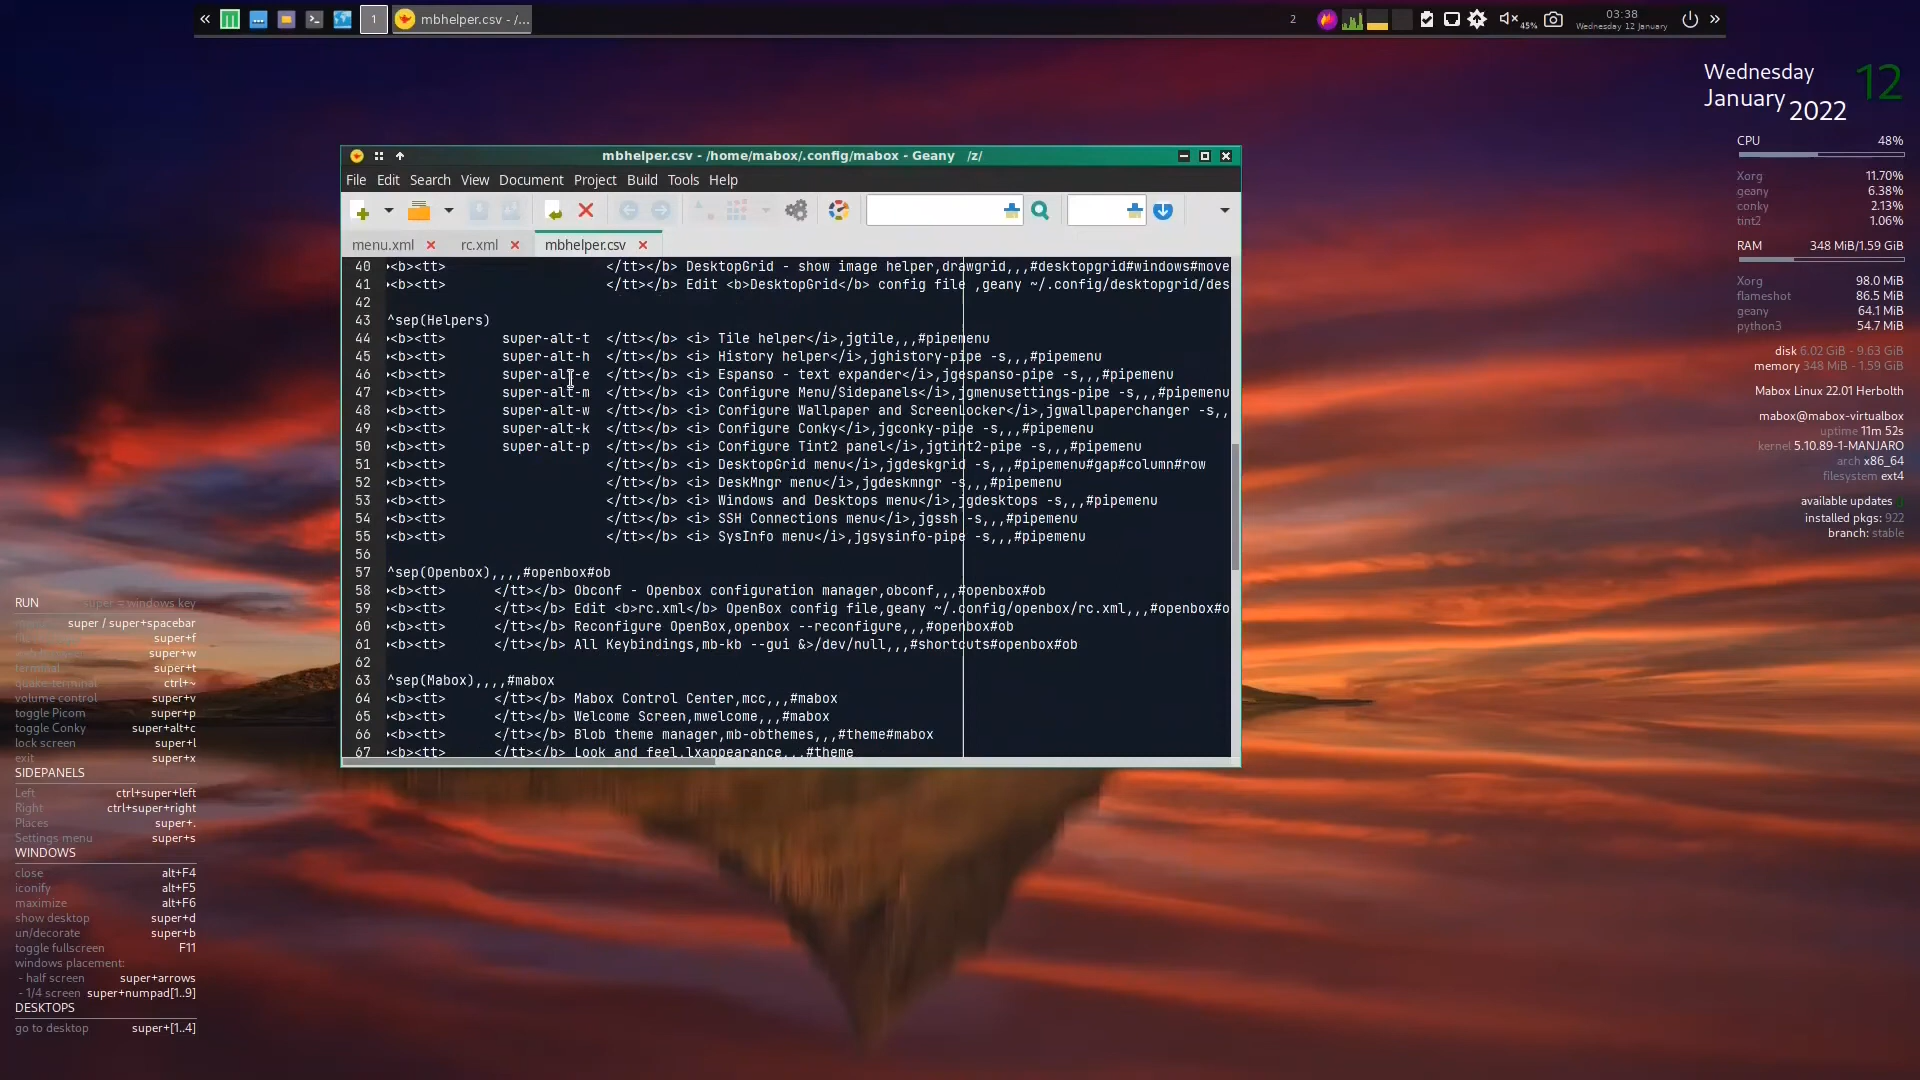 «
1
mbhelper.csv - /...
2
45%
03:38
Wednesday 12 January
»
Wednesday
January 2022
12
CPU 48%
Xorg 11.70%
geany 6.38%
conky 2.13%
tint2 1.06%
RAM 348 MiB/1.59 GiB
Xorg 98.0 MiB
flameshot 86.5 MiB
geany 64.1 MiB
python3 54.7 MiB
disk 6.02 GiB - 9.63 GiB
memory 348 MiB - 1.59 GiB
Mabox Linux 22.01 Herbolth
mabox@mabox-virtualbox
uptime 11m 52s
kernel 5.10.89-1-MANJARO
arch x86_64
filesystem ext4
available updates
installed pkgs: 922
branch: stable
mbhelper.csv - /home/mabox/.config/mabox - Geany /z/
File Edit Search View Document Project Build Tools Help
menu.xml rc.xml mbhelper.csv
40 <b><tt> </tt></b> DesktopGrid - show image helper,drawgrid,,,#desktopgrid#windows#move
41 <b><tt> </tt></b> Edit <b>DesktopGrid</b> config file ,geany ~/.config/desktopgrid/des
42
43 ^sep(Helpers)
44 <b><tt> super-alt-t </tt></b> <i> Tile helper</i>,jgtile,,,#pipemenu
45 <b><tt> super-alt-h </tt></b> <i> History helper</i>,jghistory-pipe -s,,,#pipemenu
46 <b><tt> super-alt-e </tt></b> <i> Espanso - text expander</i>,jgespanso-pipe -s,,,#pipemenu
47 <b><tt> super-alt-m </tt></b> <i> Configure Menu/Sidepanels</i>,jgmenusettings-pipe -s,,,#pipemenu
48 <b><tt> super-alt-w </tt></b> <i> Configure Wallpaper and ScreenLocker</i>,jgwallpaperchanger -s,,
49 <b><tt> super-alt-k </tt></b> <i> Configure Conky</i>,jgconky-pipe -s,,,#pipemenu
50 <b><tt> super-alt-p </tt></b> <i> Configure Tint2 panel</i>,jgtint2-pipe -s,,,#pipemenu
51 <b><tt> </tt></b> <i> DesktopGrid menu</i>,jgdeskgrid -s,,,#pipemenu#gap#column#row
52 <b><tt> </tt></b> <i> DeskMngr menu</i>,jgdeskmngr -s,,,#pipemenu
53 <b><tt> </tt></b> <i> Windows and Desktops menu</i>,jgdesktops -s,,,#pipemenu
54 <b><tt> </tt></b> <i> SSH Connections menu</i>,jgssh -s,,,#pipemenu
55 <b><tt> </tt></b> <i> SysInfo menu</i>,jgsysinfo-pipe -s,,,#pipemenu
56
57 ^sep(Openbox),,,,#openbox#ob
58 <b><tt> </tt></b> Obconf - Openbox configuration manager,obconf,,,#openbox#ob
59 <b><tt> </tt></b> Edit <b>rc.xml</b> OpenBox config file,geany ~/.config/openbox/rc.xml,,,#openbox#o
60 <b><tt> </tt></b> Reconfigure OpenBox,openbox --reconfigure,,,#openbox#ob
61 <b><tt> </tt></b> All Keybindings,mb-kb --gui &>/dev/null,,,#shortcuts#openbox#ob
62
63 ^sep(Mabox),,,,#mabox
64 <b><tt> </tt></b> Mabox Control Center,mcc,,,#mabox
65 <b><tt> </tt></b> Welcome Screen,mwelcome,,,#mabox
66 <b><tt> </tt></b> Blob theme manager,mb-obthemes,,,#theme#mabox
67 <b><tt> </tt></b> Look and feel,lxappearance,,,#theme
RUN super = windows key
super / super+spacebar
super+f
super+w
terminal super+t
quake terminal ctrl+~
volume control super+v
toggle Picom super+p
toggle Conky super+alt+c
lock screen super+l
exit super+x
SIDEPANELS
Left ctrl+super+left
Right ctrl+super+right
Places super+.
Settings menu super+s
WINDOWS
close alt+F4
iconify alt+F5
maximize alt+F6
show desktop super+d
un/decorate super+b
toggle fullscreen F11
windows placement:
- half screen super+arrows
- 1/4 screen super+numpad[1..9]
DESKTOPS
go to desktop super+[1..4]